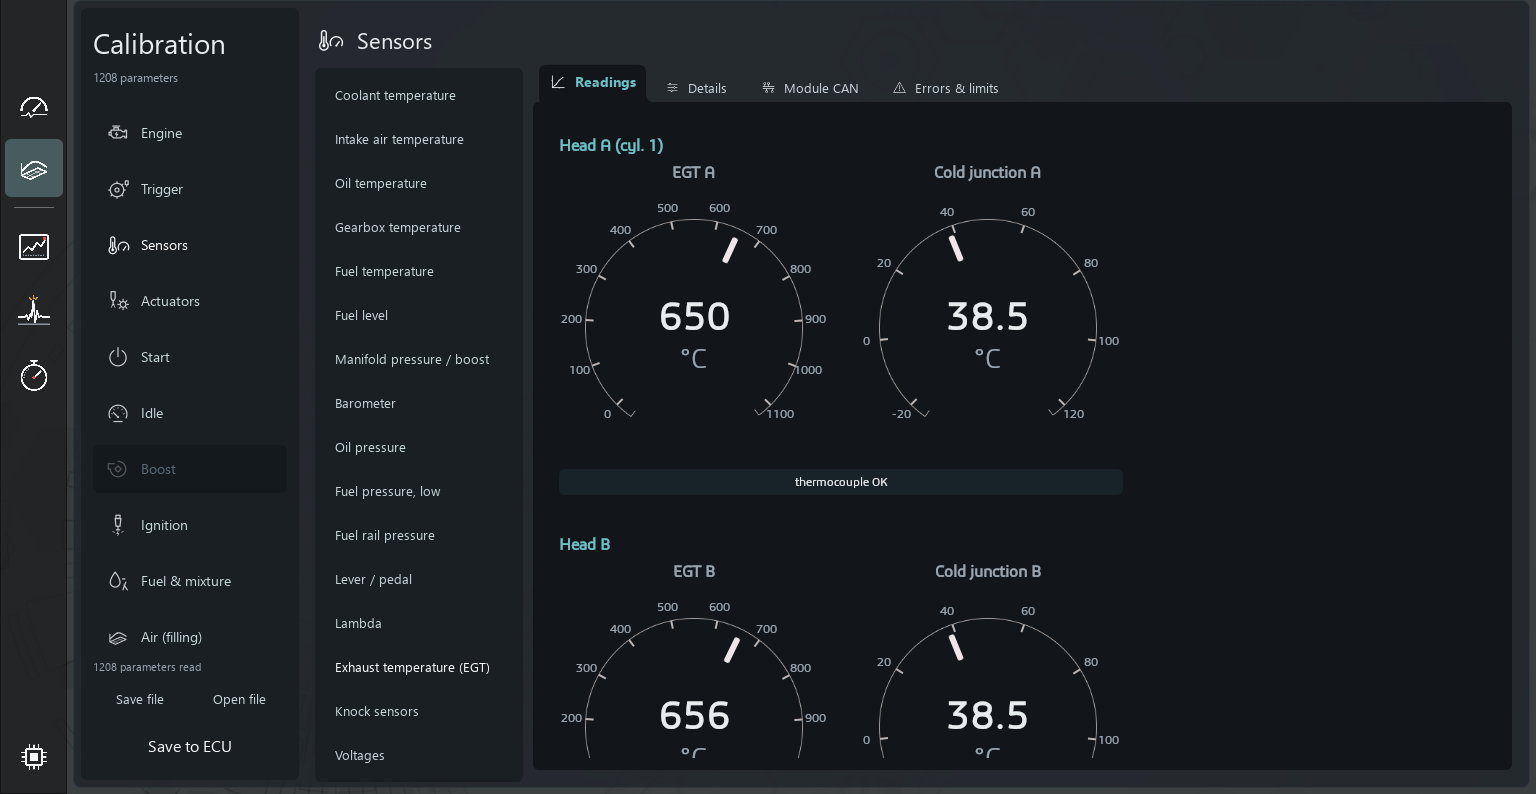 Calibration
1208 parameters
Engine
Trigger
Sensors
Actuators
Start
Idle
Boost
Ignition
Fuel & mixture
Air (filling)
1208 parameters read
Save file
Open file
Save to ECU
Sensors
Coolant temperature
Intake air temperature
Oil temperature
Gearbox temperature
Fuel temperature
Fuel level
Manifold pressure / boost
Barometer
Oil pressure
Fuel pressure, low
Fuel rail pressure
Lever / pedal
Lambda
Exhaust temperature (EGT)
Knock sensors
Voltages
Readings
Details
Module CAN
Errors & limits
Head A (cyl. 1)
EGT A
0
100
200
300
400
500
600
700
800
900
1000
1100
650
°C
Cold junction A
-20
0
20
40
60
80
100
120
38.5
°C
thermocouple OK
Head B
EGT B
200
300
400
500
600
700
800
900
656
°C
Cold junction B
0
20
40
60
80
100
38.5
°C